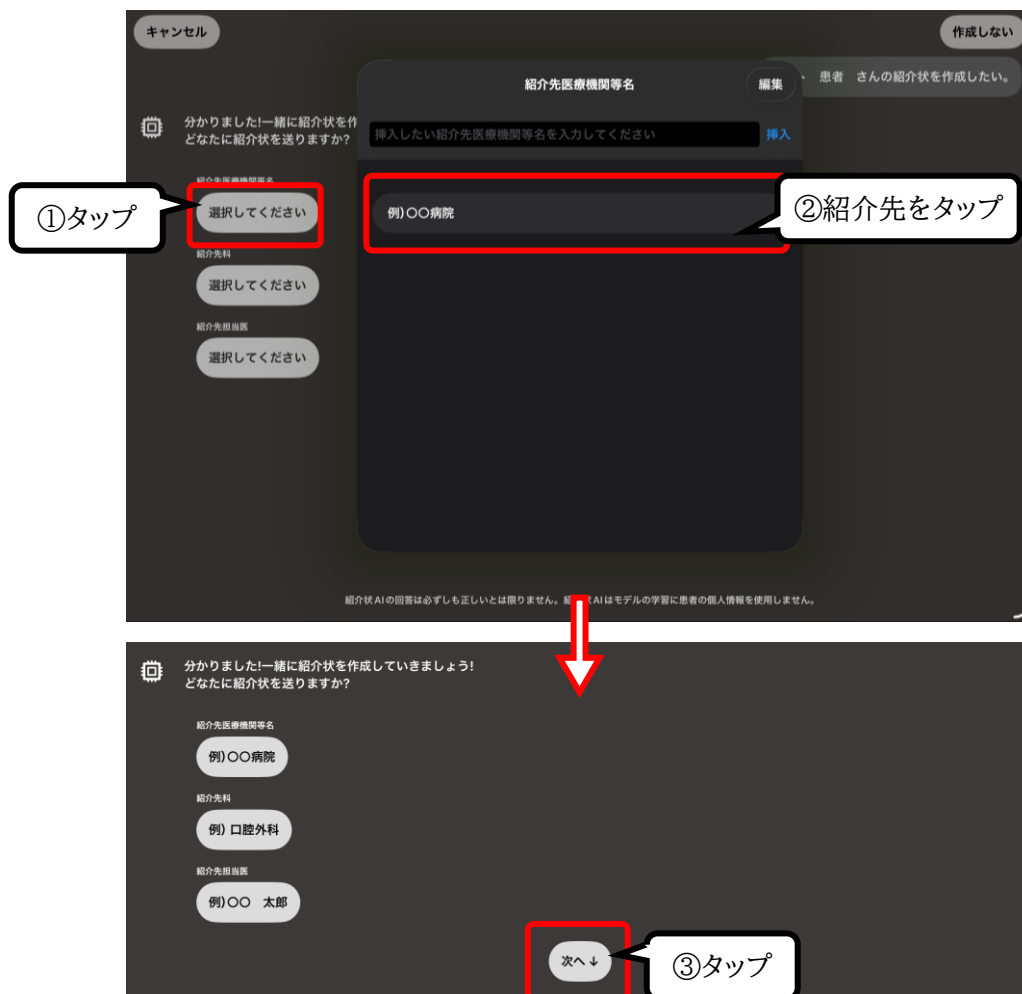 キャンセル
作成しない
患者　さんの紹介状を作成したい。
紹介先医療機関等名
編集
分かりました!一緒に紹介状を作
どなたに紹介状を送りますか?
挿入したい紹介先医療機関等名を入力してください
挿入
紹介先医療機関等名
①タップ
選択してください
例)〇〇病院
②紹介先をタップ
紹介先科
選択してください
紹介先担当医
選択してください
紹介状AIの回答は必ずしも正しいとは限りません。紹 AIはモデルの学習に患者の個人情報を使用しません。
分かりました!一緒に紹介状を作成していきましょう!
どなたに紹介状を送りますか?
紹介先医療機関等名
例)〇〇病院
紹介先科
例) 口腔外科
紹介先担当医
例)〇〇　太郎
次へ↓
③タップ